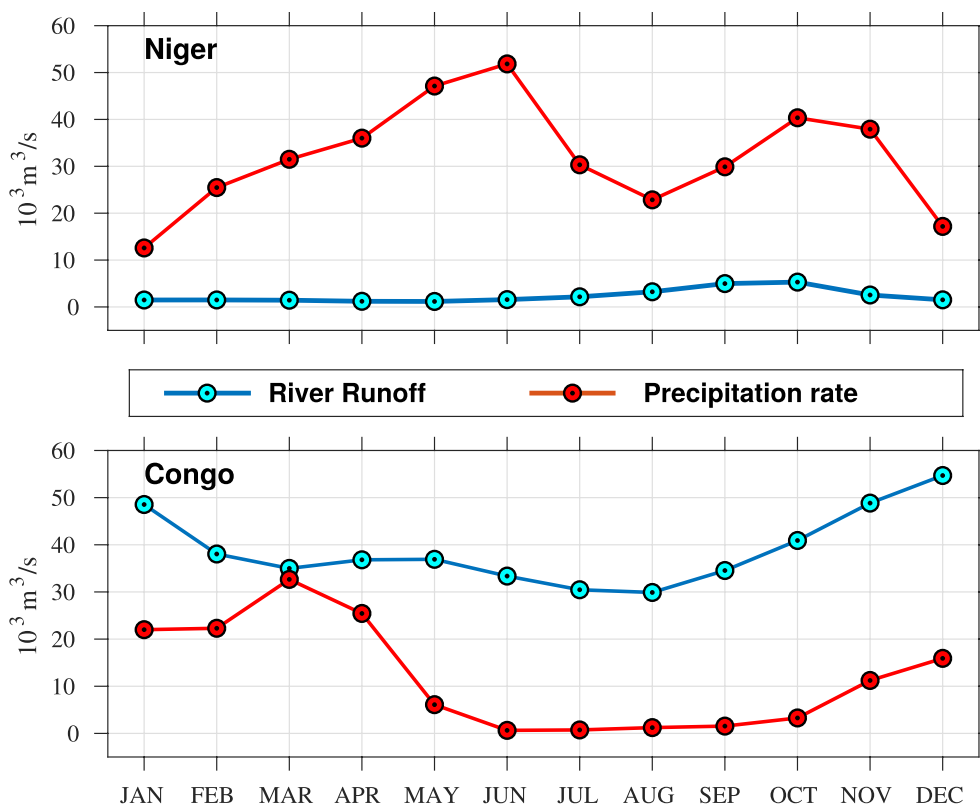 60
Niger
50
40
30
20
10
0
10³ m³/s
River Runoff Precipitation rate
60
Congo
50
40
30
20
10
0
10³ m³/s
JAN FEB MAR APR MAY JUN JUL AUG SEP OCT NOV DEC